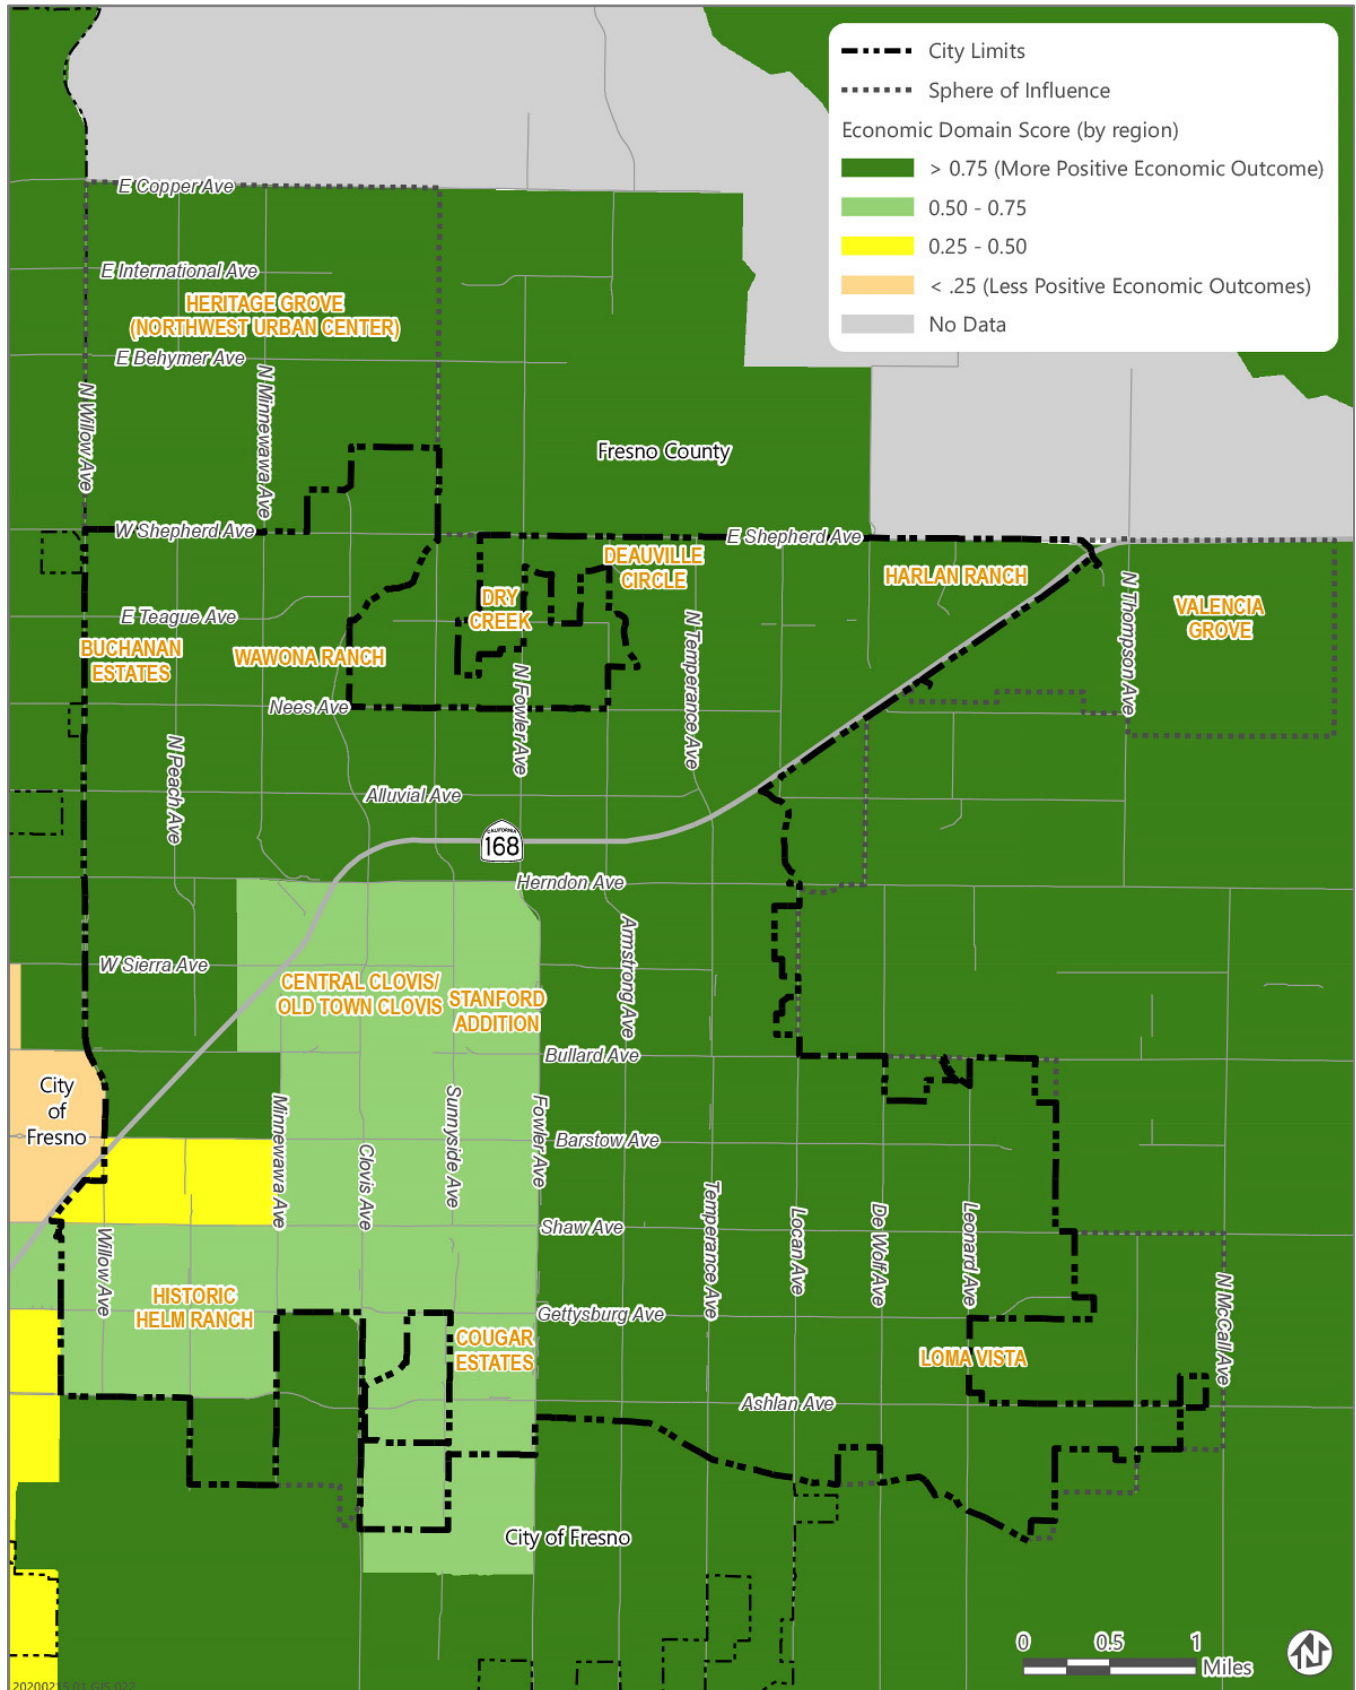 City Limits
Sphere of Influence
Economic Domain Score (by region)
> 0.75 (More Positive Economic Outcome)
0.50 - 0.75
0.25 - 0.50
< .25 (Less Positive Economic Outcomes)
No Data
E Copper Ave
E International Ave
HERITAGE GROVE
(NORTHWEST URBAN CENTER)
E Behymer Ave
N Willow Ave
N Minnewawa Ave
Fresno County
W Shepherd Ave
E Shepherd Ave
DEAUVILLE
CIRCLE
HARLAN RANCH
DRY
CREEK
N Thompson Ave
VALENCIA
GROVE
E Teague Ave
BUCHANAN
ESTATES
WAWONA RANCH
N Temperance Ave
N Fowler Ave
Nees Ave
N Peach Ave
Alluvial Ave
CALIFORNIA
168
Herndon Ave
Armstrong Ave
W Sierra Ave
CENTRAL CLOVIS/
OLD TOWN CLOVIS
STANFORD
ADDITION
Bullard Ave
City
of
Fresno
Minnewawa Ave
Clovis Ave
Sunnyside Ave
Fowler Ave
Barstow Ave
Shaw Ave
Temperance Ave
Locan Ave
De Wolf Ave
Leonard Ave
Willow Ave
HISTORIC
HELM RANCH
Gettysburg Ave
COUGAR
ESTATES
LOMA VISTA
N McCall Ave
Ashlan Ave
City of Fresno
0 0.5 1
Miles
N